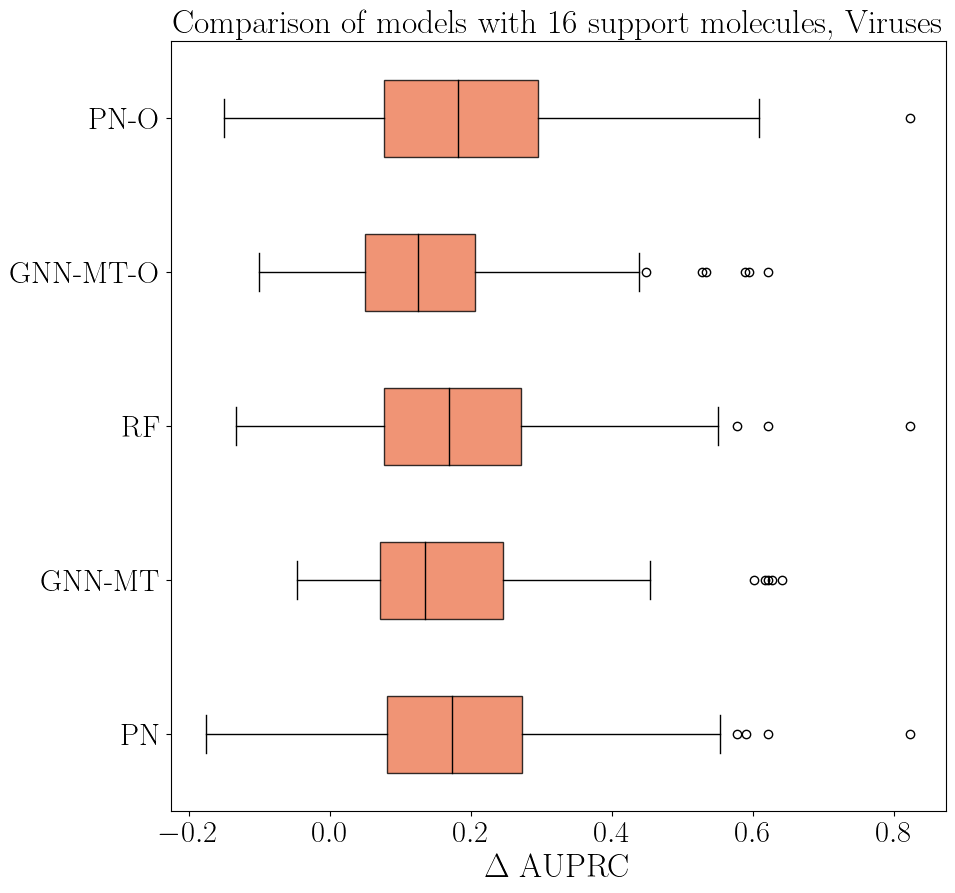 Comparison of models with 16 support molecules, Viruses
PN-O
GNN-MT-O
RF
GNN-MT
PN
−0.2 0.0 0.2 0.4 0.6 0.8
Δ AUPRC